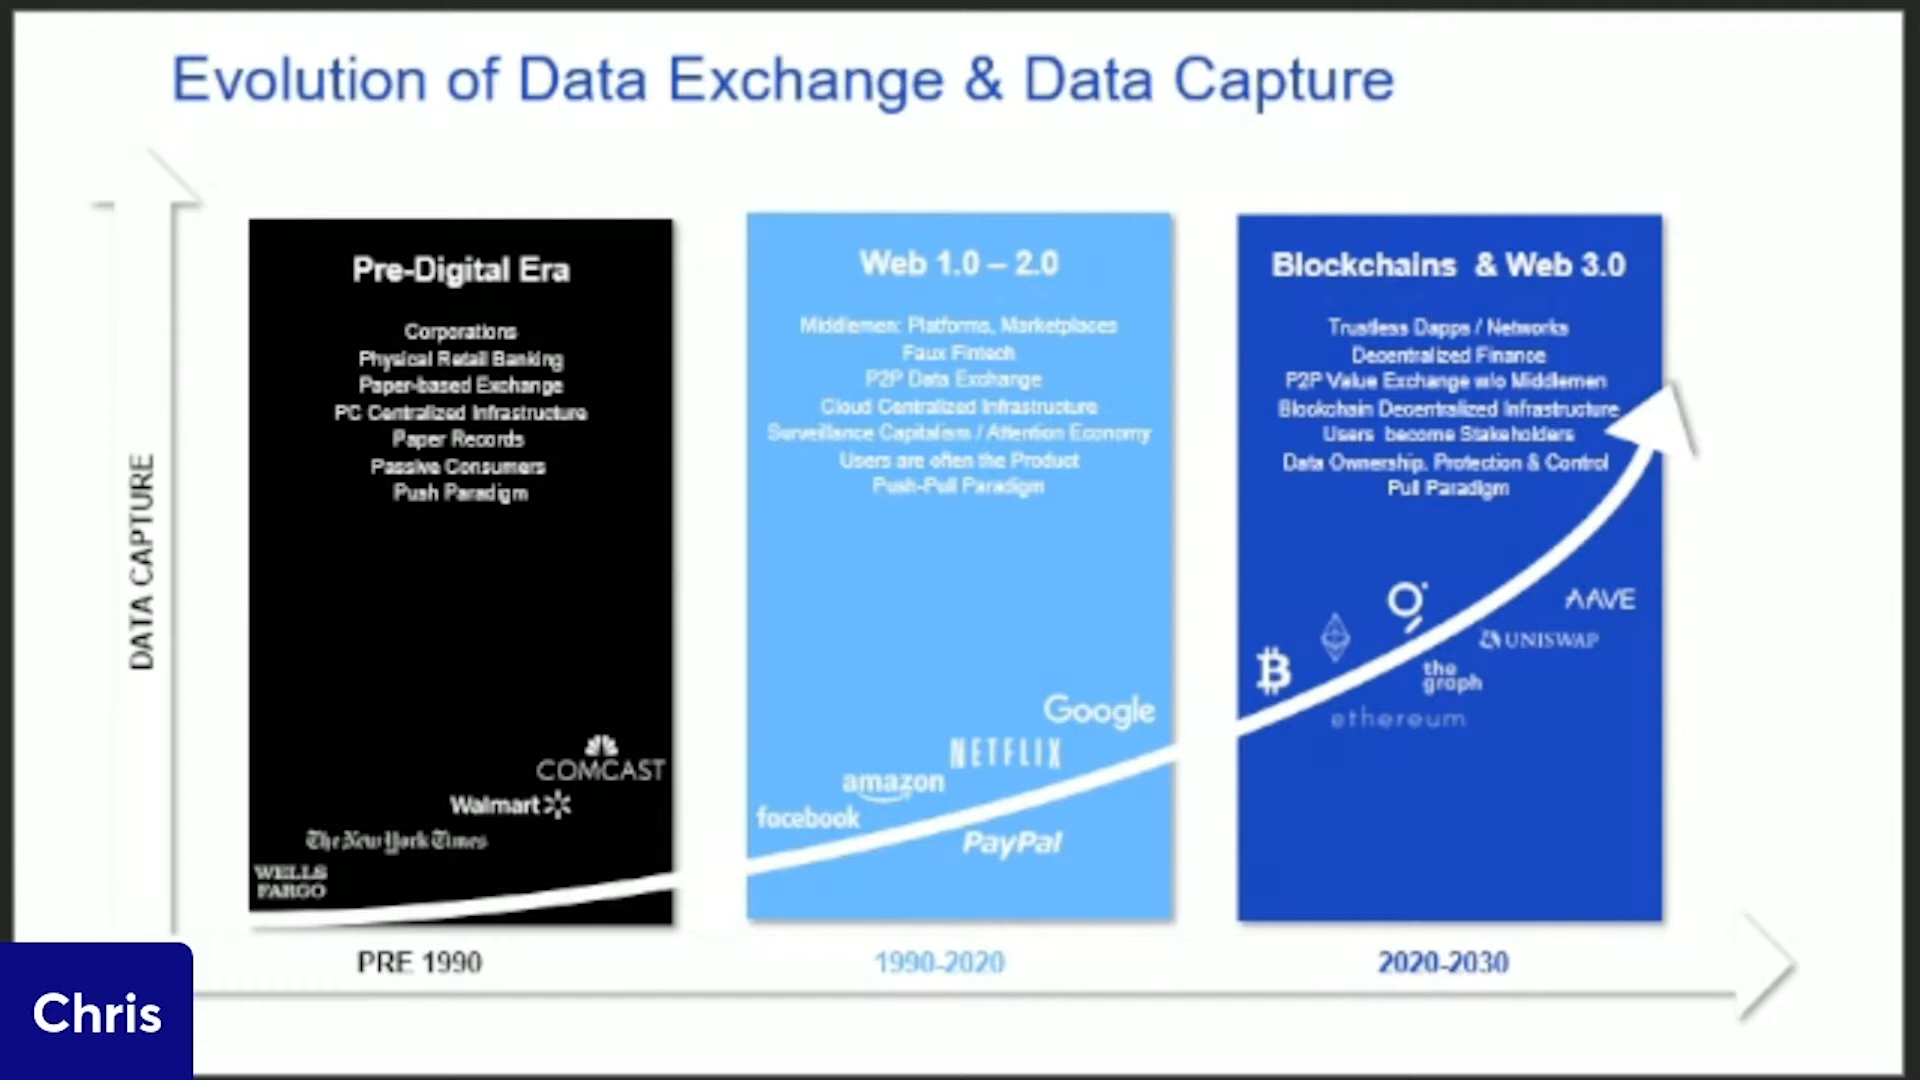 Evolution of Data Exchange & Data Capture
DATA CAPTURE
Pre-Digital Era
Corporations
Physical Retail Banking
Paper-based Exchange
PC Centralized Infrastructure
Paper Records
Passive Consumers
Push Paradigm
COMCAST
Walmart
The New York Times
WELLS
FARGO
PRE 1990
Web 1.0 – 2.0
Middlemen: Platforms, Marketplaces
Faux Fintech
P2P Data Exchange
Cloud Centralized Infrastructure
Surveillance Capitalism / Attention Economy
Users are often the Product
Push-Pull Paradigm
Google
NETFLIX
amazon
facebook
PayPal
1990-2020
Blockchains & Web 3.0
Trustless Dapps / Networks
Decentralized Finance
P2P Value Exchange w/o Middlemen
Blockchain Decentralized Infrastructure
Users become Stakeholders
Data Ownership, Protection & Control
Pull Paradigm
AAVE
UNISWAP
the
graph
ethereum
2020-2030
Chris